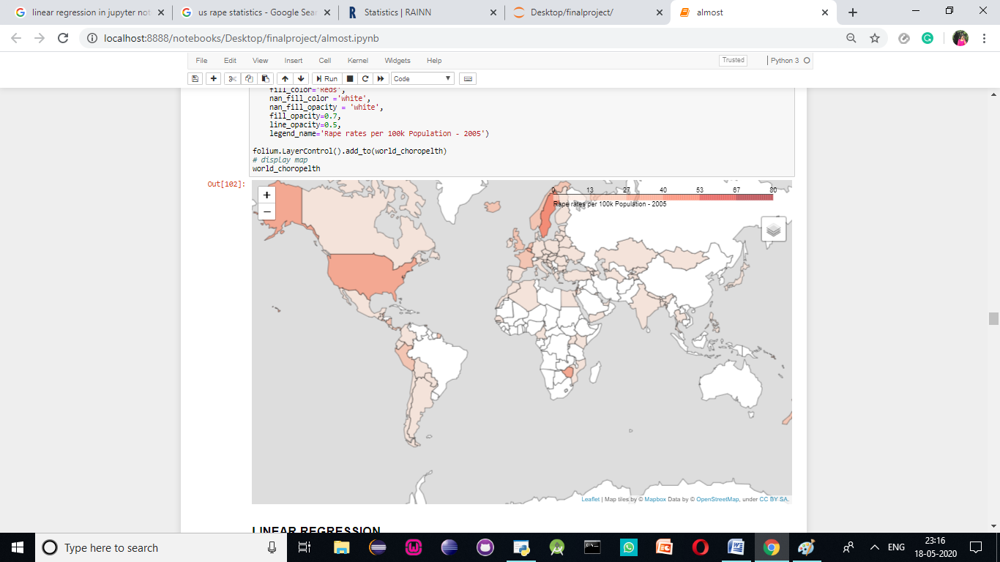 linear regression in jupyter not
us rape statistics - Google Sear
Statistics | RAINN
Desktop/finalproject/
almost
localhost:8888/notebooks/Desktop/finalproject/almost.ipynb
File Edit View Insert Cell Kernel Widgets Help
Trusted
Python 3
Run
Code
fill_color='Reds',
nan_fill_color ='white',
nan_fill_opacity = 'white',
fill_opacity=0.7,
line_opacity=0.5,
legend_name='Rape rates per 100k Population - 2005')
folium.LayerControl().add_to(world_choropelth)
# display map
world_choropelth
Out[102]:
+
−
0 13 27 40 53 67 80
Rape rates per 100k Population - 2005
Leaflet | Map tiles by © Mapbox Data by © OpenStreetMap, under CC BY SA.
LINEAR REGRESSION
Type here to search
ENG
23:16
18-05-2020